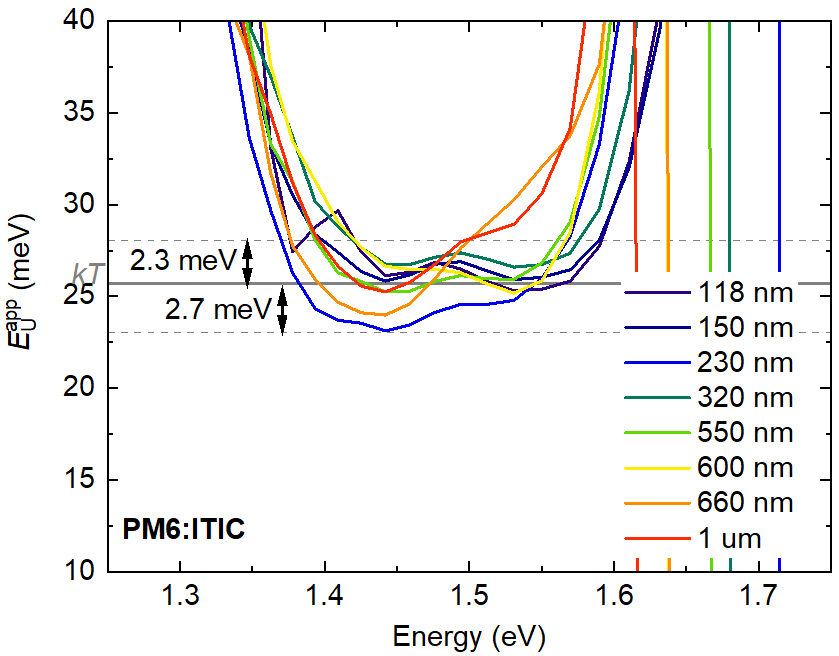 40
35
30
25
20
15
10
E_U^app (meV)
kT
2.3 meV
2.7 meV
118 nm
150 nm
230 nm
320 nm
550 nm
600 nm
660 nm
1 um
PM6:ITIC
1.3
1.4
1.5
1.6
1.7
Energy (eV)